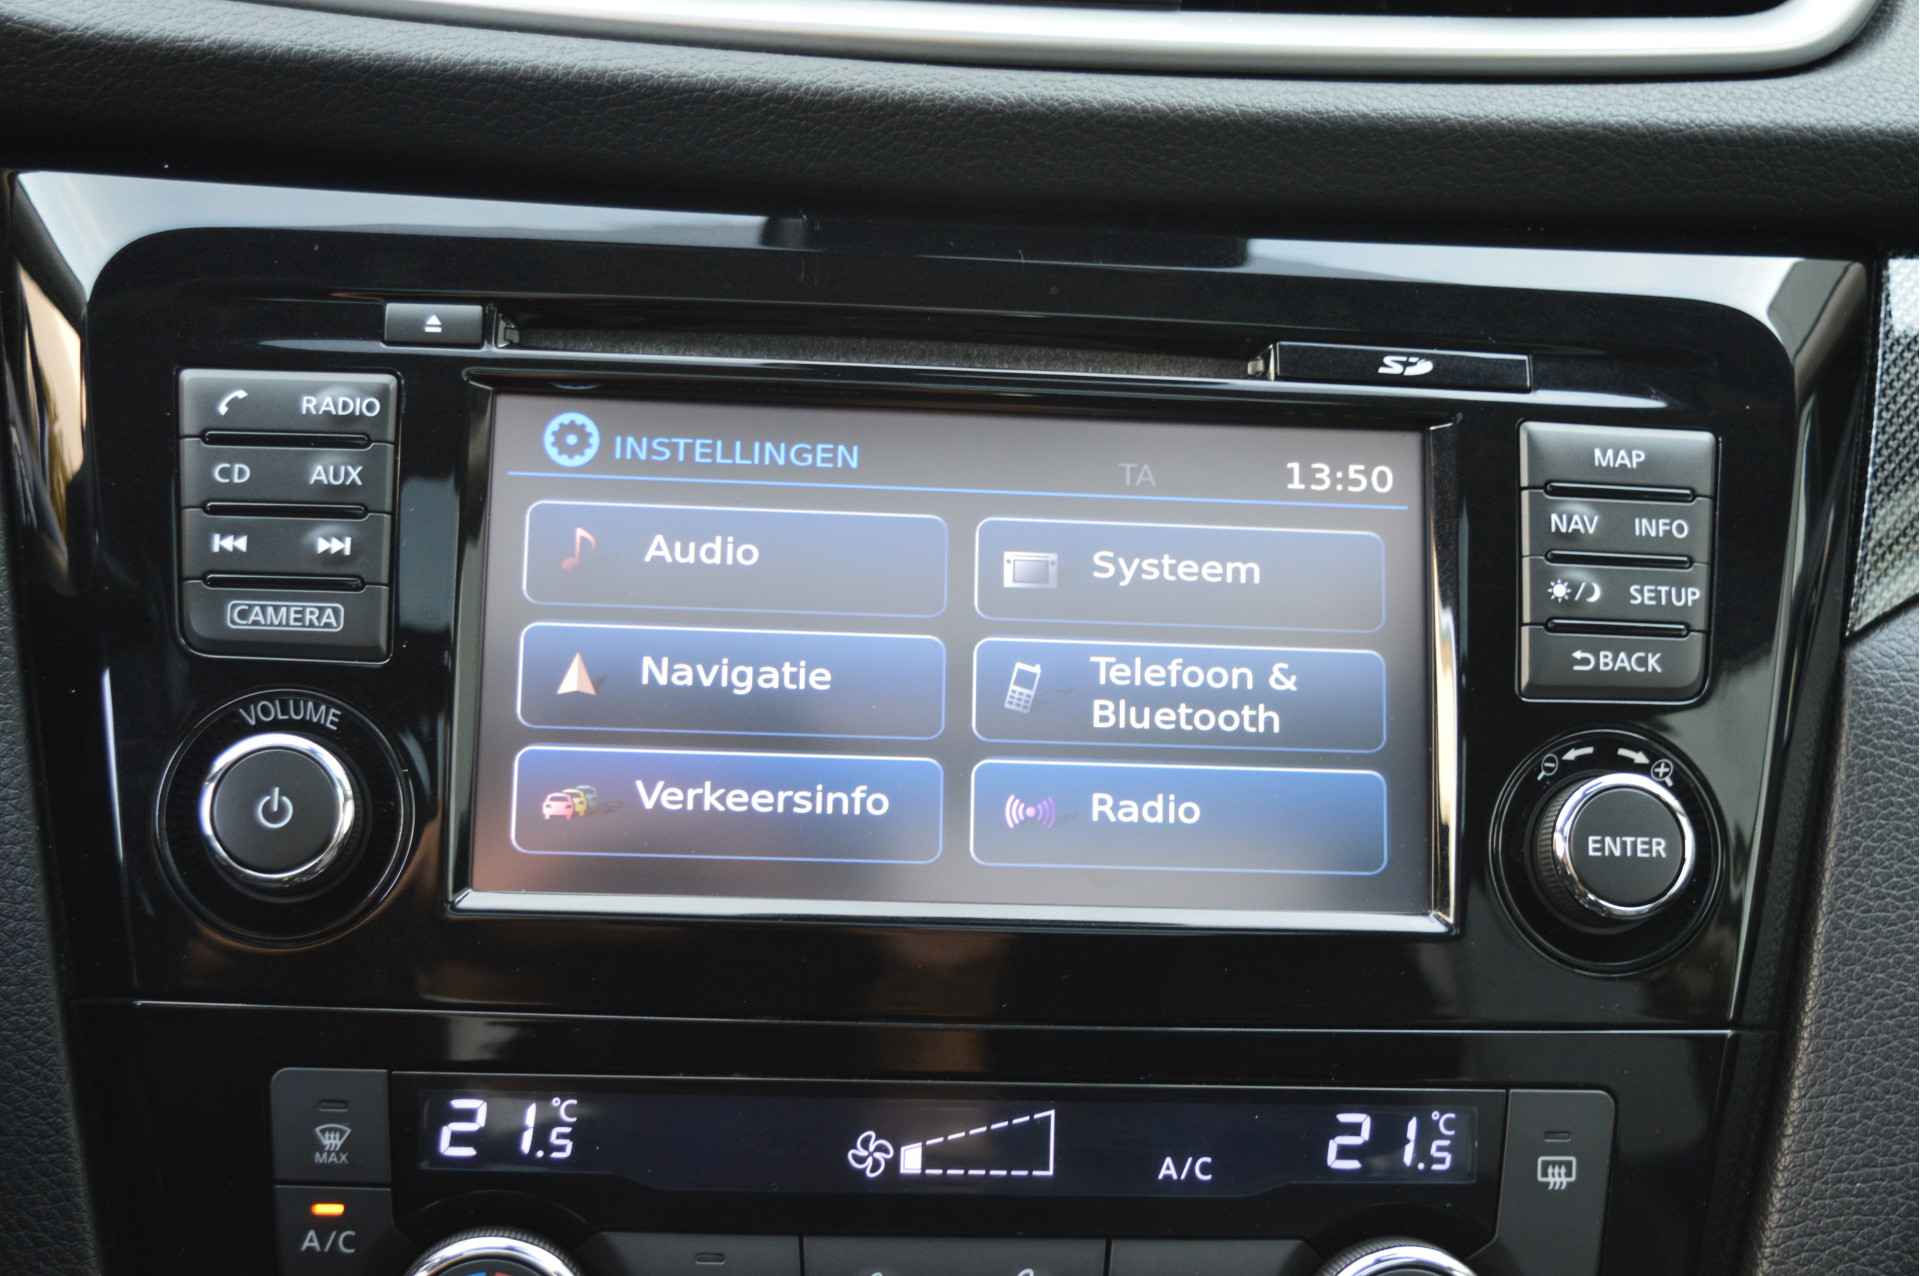 SD
RADIO
CD AUX
CAMERA
VOLUME
INSTELLINGEN
TA
13:50
Audio
Systeem
Navigatie
Telefoon &
Bluetooth
Verkeersinfo
Radio
MAP
NAV INFO
/ SETUP
BACK
ENTER
MAX
A/C
21.5 °C
A/C
21.5 °C